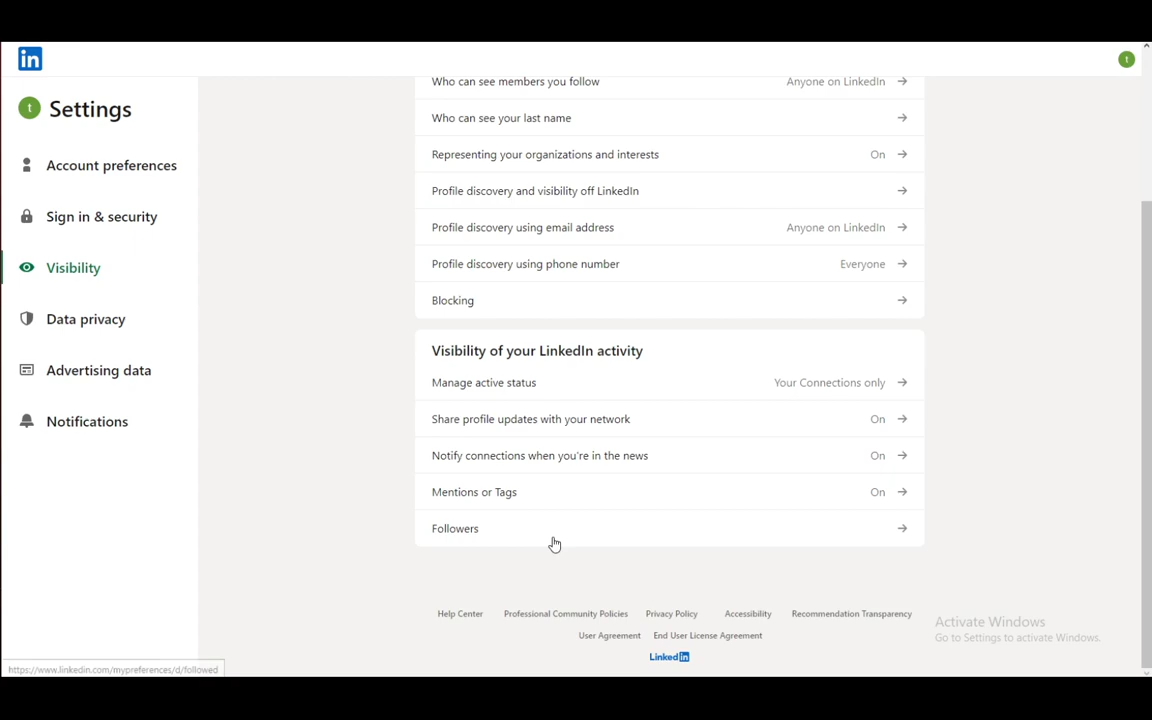 in
t
t Settings
Account preferences
Sign in & security
Visibility
Data privacy
Advertising data
Notifications
Who can see members you follow Anyone on LinkedIn
Who can see your last name
Representing your organizations and interests On
Profile discovery and visibility off LinkedIn
Profile discovery using email address Anyone on LinkedIn
Profile discovery using phone number Everyone
Blocking
Visibility of your LinkedIn activity
Manage active status Your Connections only
Share profile updates with your network On
Notify connections when you're in the news On
Mentions or Tags On
Followers
Help Center Professional Community Policies Privacy Policy Accessibility Recommendation Transparency
User Agreement End User License Agreement
LinkedIn
Activate Windows
Go to Settings to activate Windows.
https://www.linkedin.com/mypreferences/d/followed